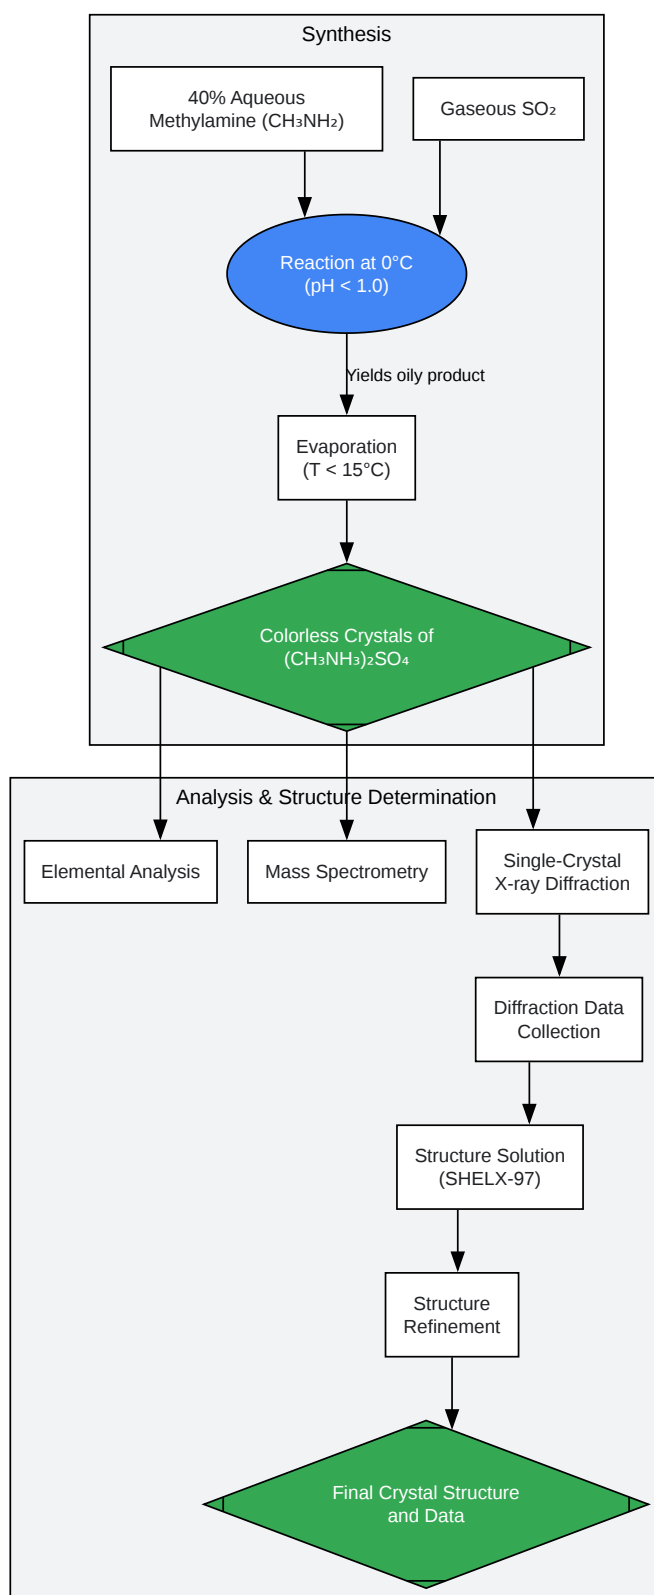 Synthesis
40% Aqueous
Methylamine (CH₃NH₂)
Gaseous SO₂
Reaction at 0°C
(pH < 1.0)
Yields oily product
Evaporation
(T < 15°C)
Colorless Crystals of
(CH₃NH₃)₂SO₄
Analysis & Structure Determination
Elemental Analysis
Mass Spectrometry
Single-Crystal
X-ray Diffraction
Diffraction Data
Collection
Structure Solution
(SHELX-97)
Structure
Refinement
Final Crystal Structure
and Data